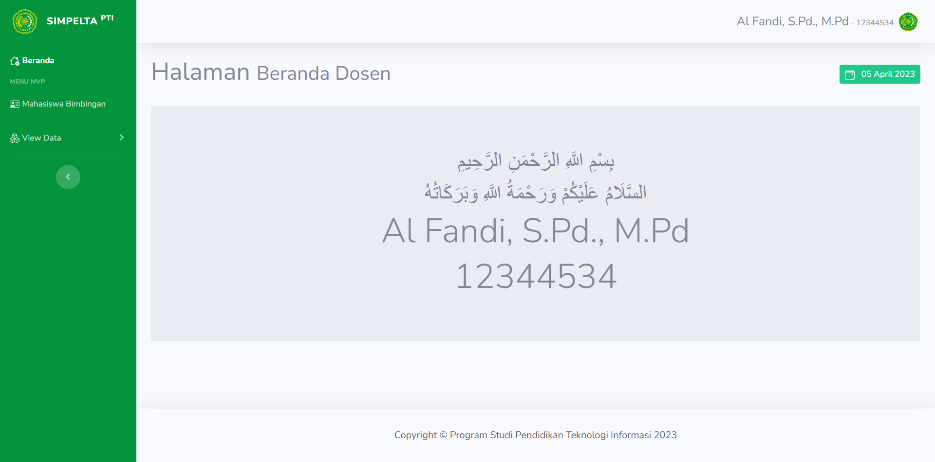 SIMPELTA PTI
Al Fandi, S.Pd., M.Pd - 12344534
Beranda
MENU MVP
Mahasiswa Bimbingan
View Data
Halaman Beranda Dosen
05 April 2023
بِسْمِ اللَّهِ الرَّحْمَنِ الرَّحِيمِ
السَّلَامُ عَلَيْكُمْ وَرَحْمَةُ اللَّهِ وَبَرَكَاتُهُ
Al Fandi, S.Pd., M.Pd
12344534
Copyright © Program Studi Pendidikan Teknologi Informasi 2023